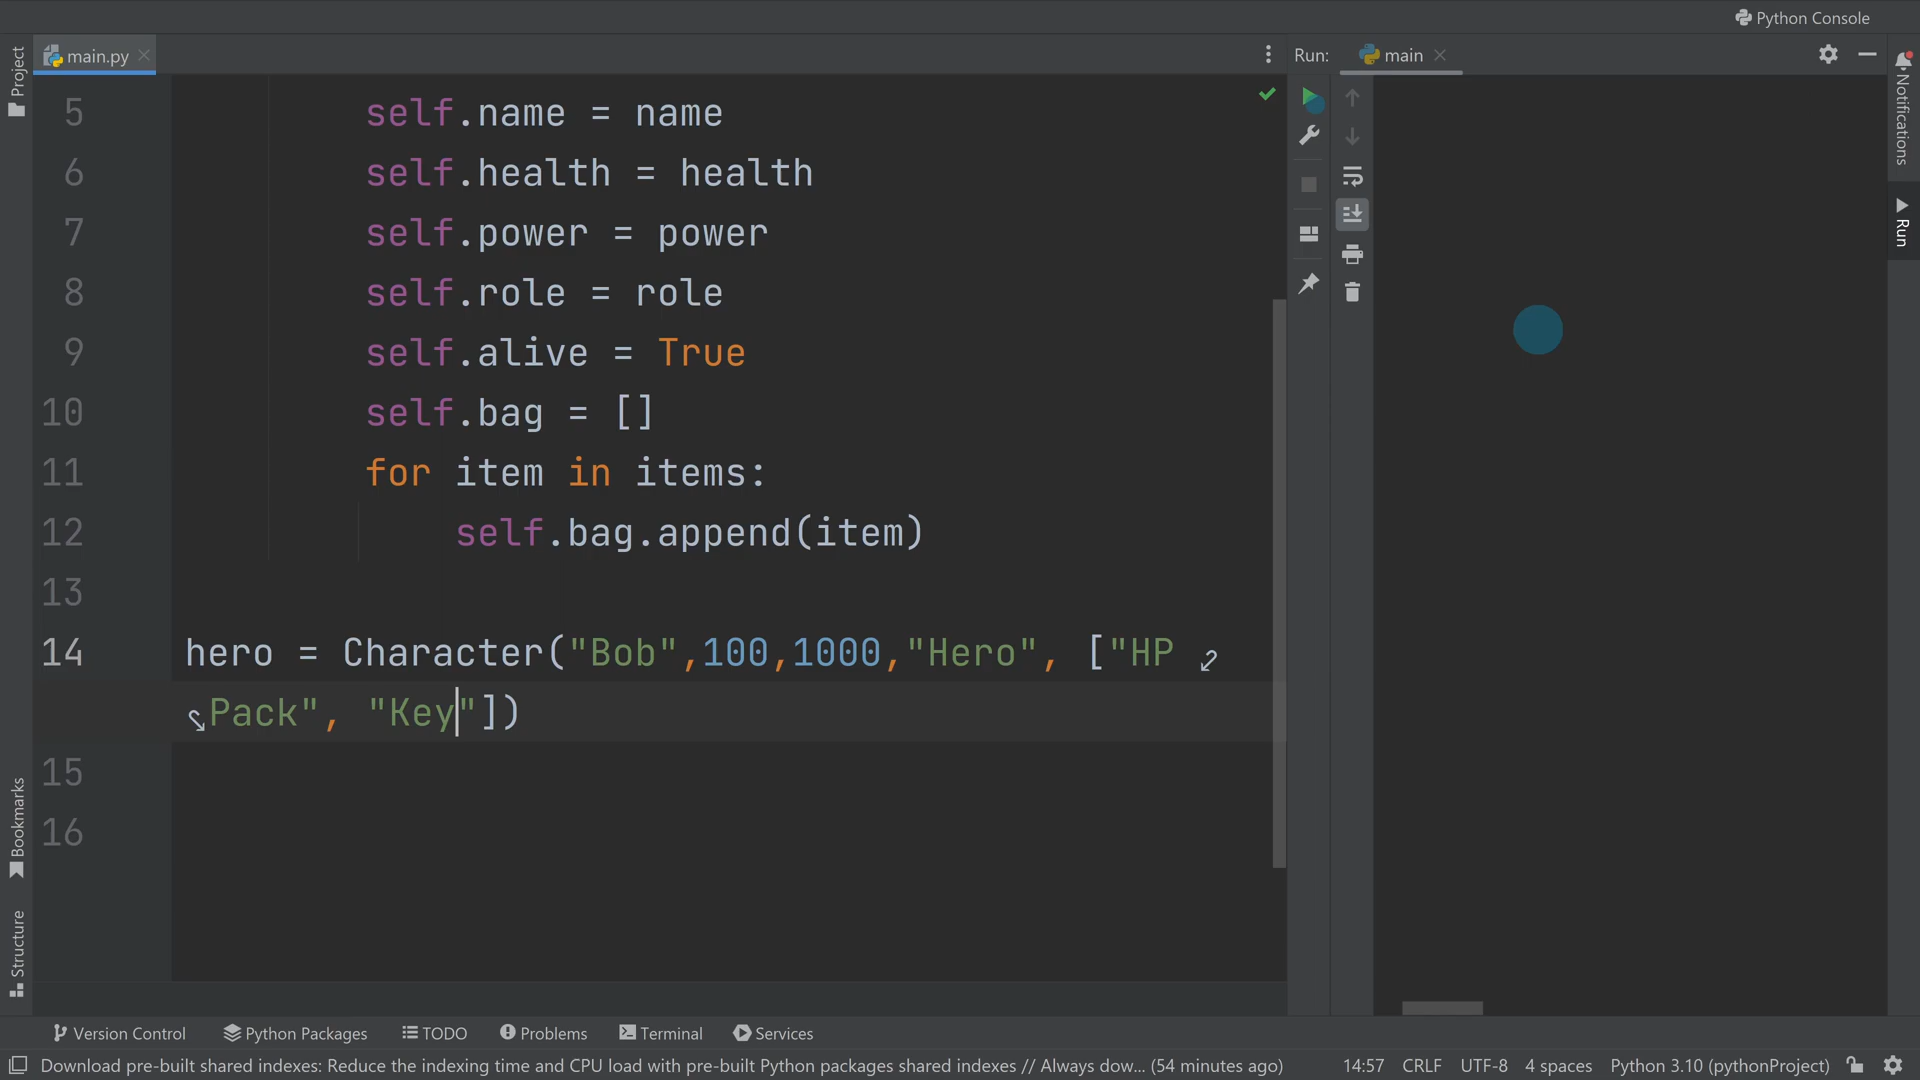 Python Console
Project
main.py
Run:
main
Notifications
Run
5 self.name = name
6 self.health = health
7 self.power = power
8 self.role = role
9 self.alive = True
10 self.bag = []
11 for item in items:
12 self.bag.append(item)
13
14 hero = Character("Bob",100,1000,"Hero", ["HP
Pack", "Key"])
15
16
Bookmarks
Structure
Version Control
Python Packages
TODO
Problems
Terminal
Services
Download pre-built shared indexes: Reduce the indexing time and CPU load with pre-built Python packages shared indexes // Always dow... (54 minutes ago)
14:57
CRLF
UTF-8
4 spaces
Python 3.10 (pythonProject)